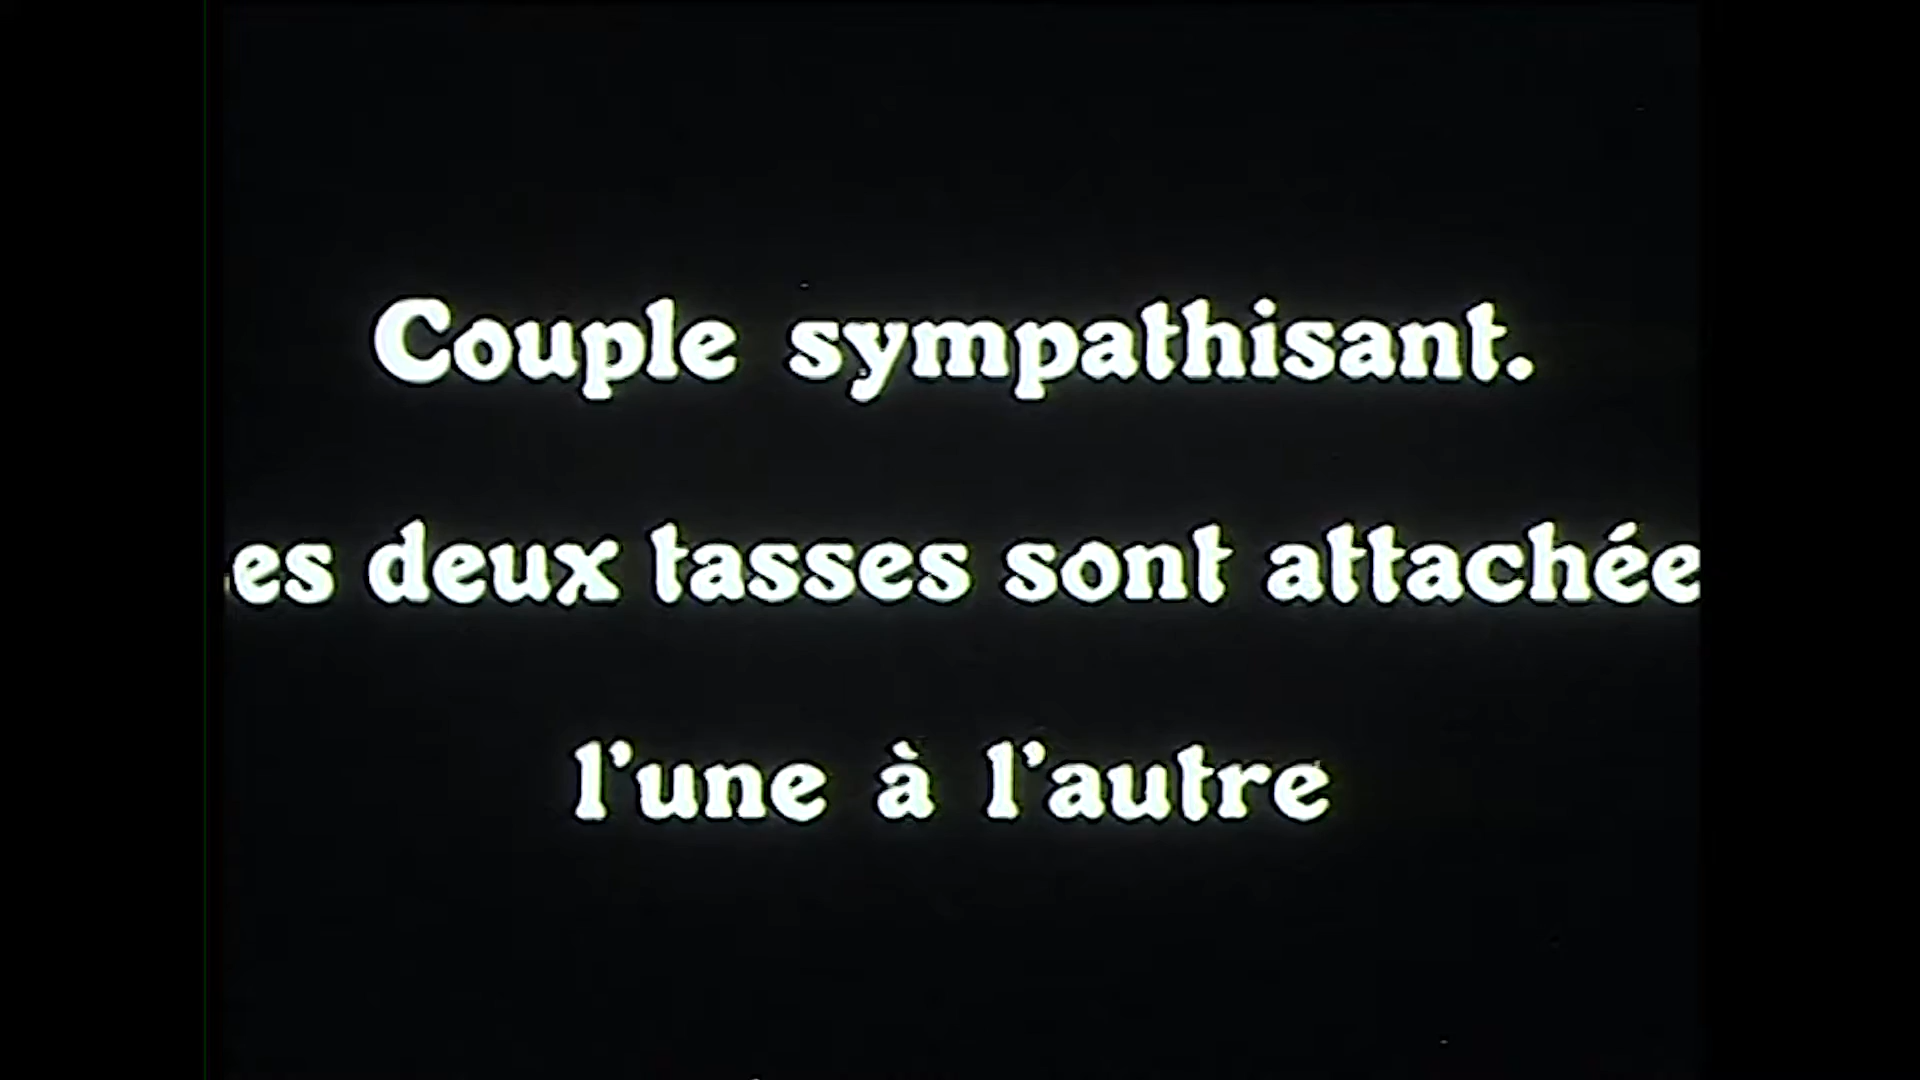 Couple sympathisant.
es deux tasses sont attachée
l'une à l'autre